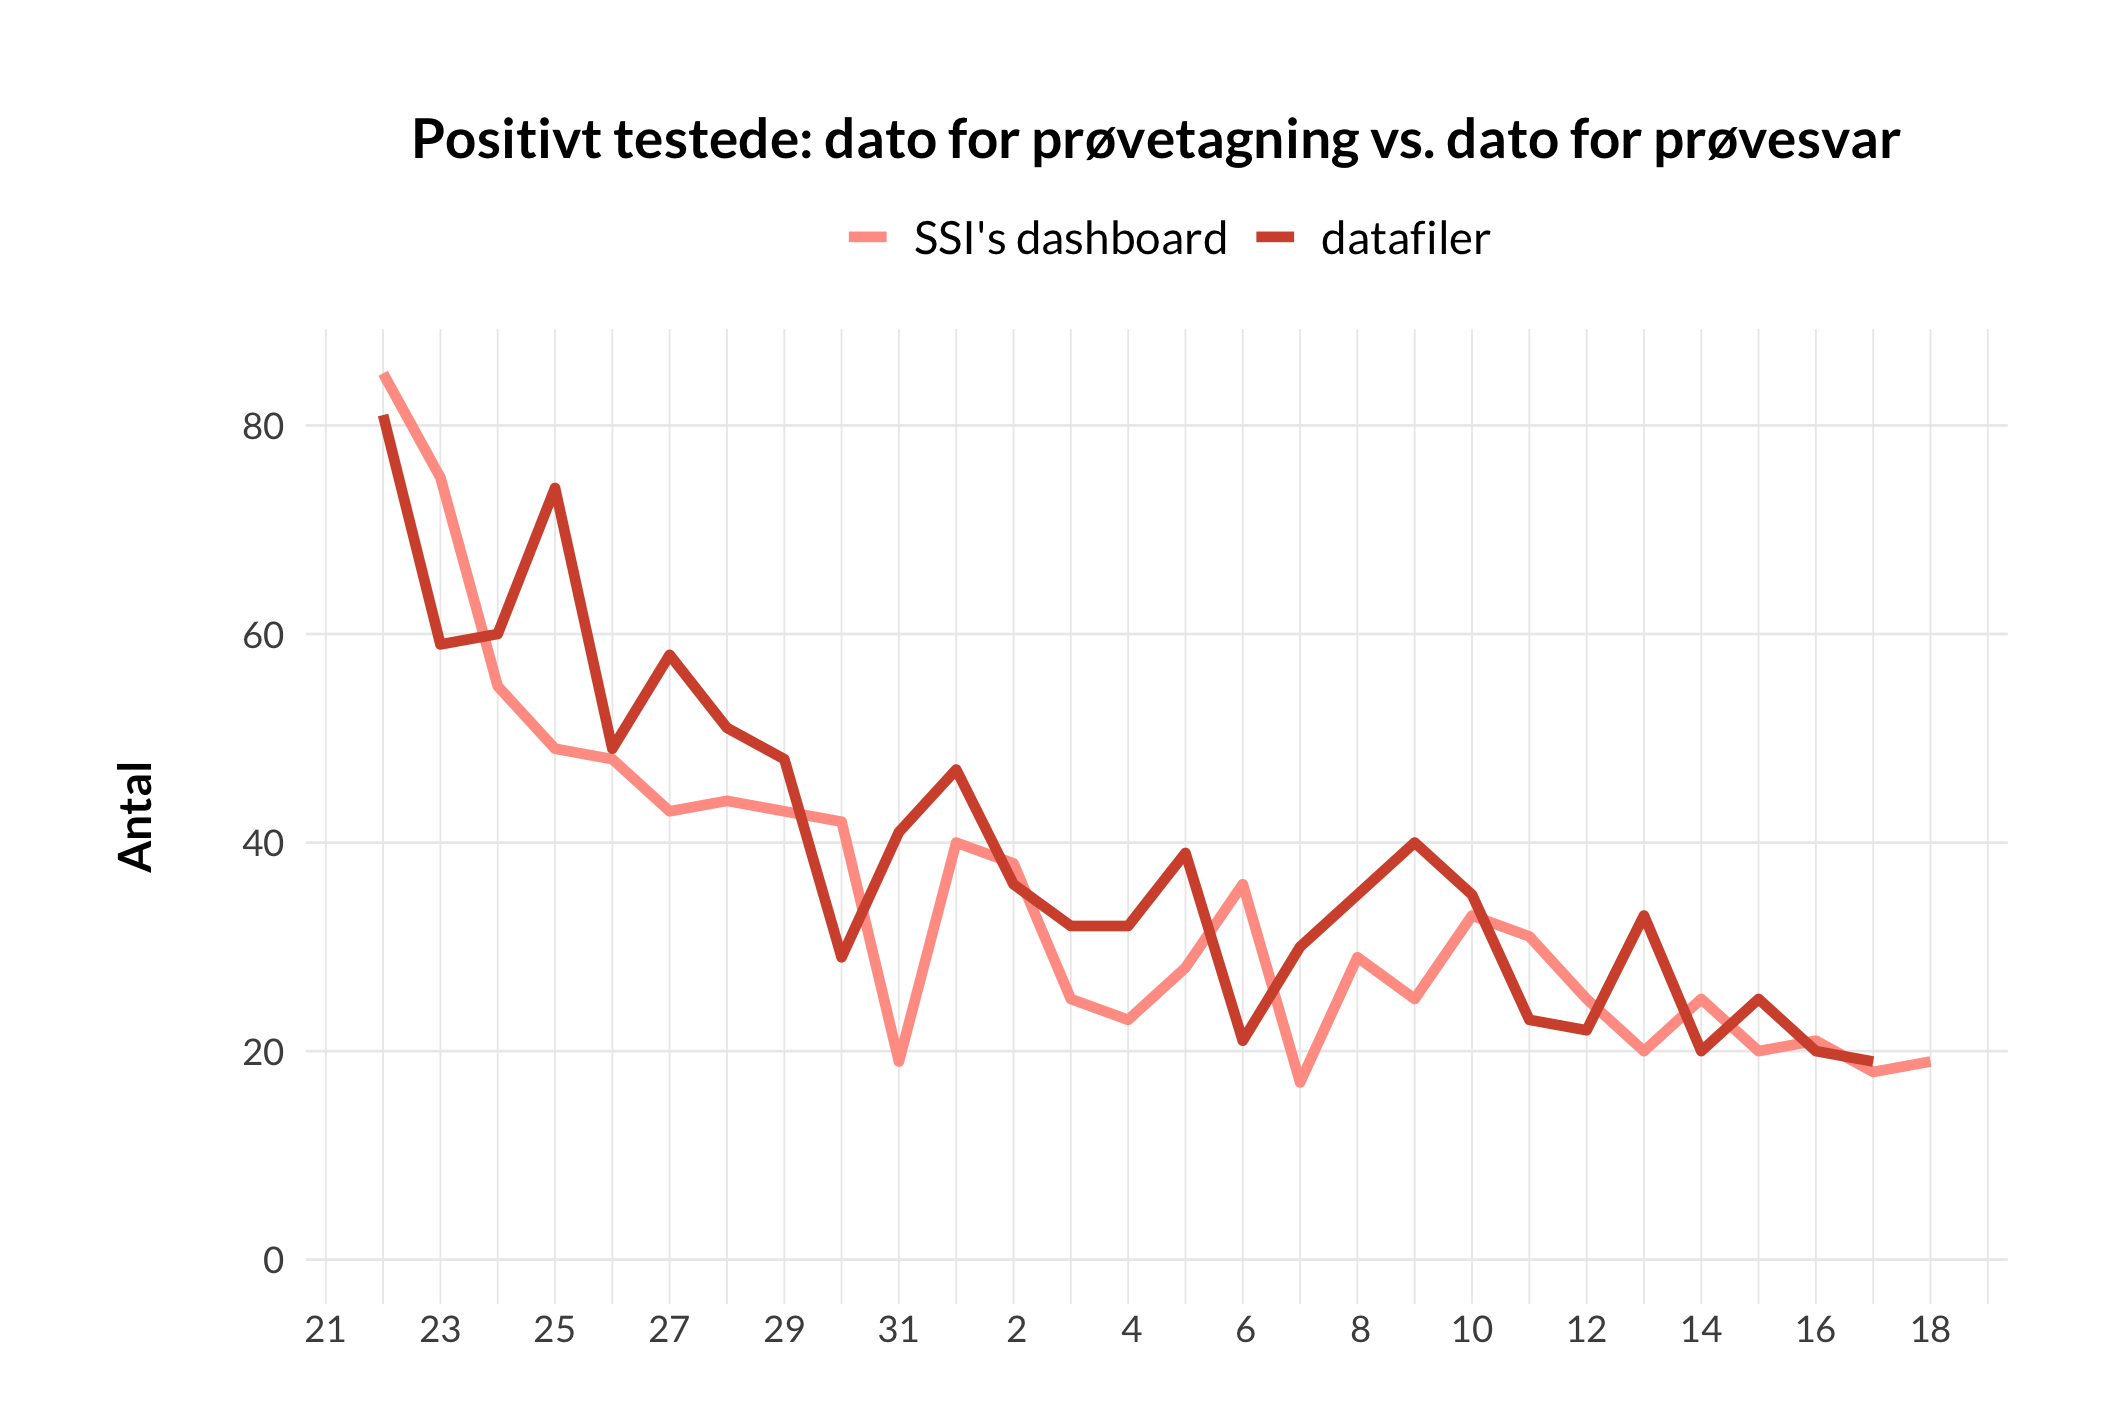 Positivt testede: dato for prøvetagning vs. dato for prøvesvar
SSI's dashboard datafiler
Antal
80
60
40
20
0
21 23 25 27 29 31 2 4 6 8 10 12 14 16 18